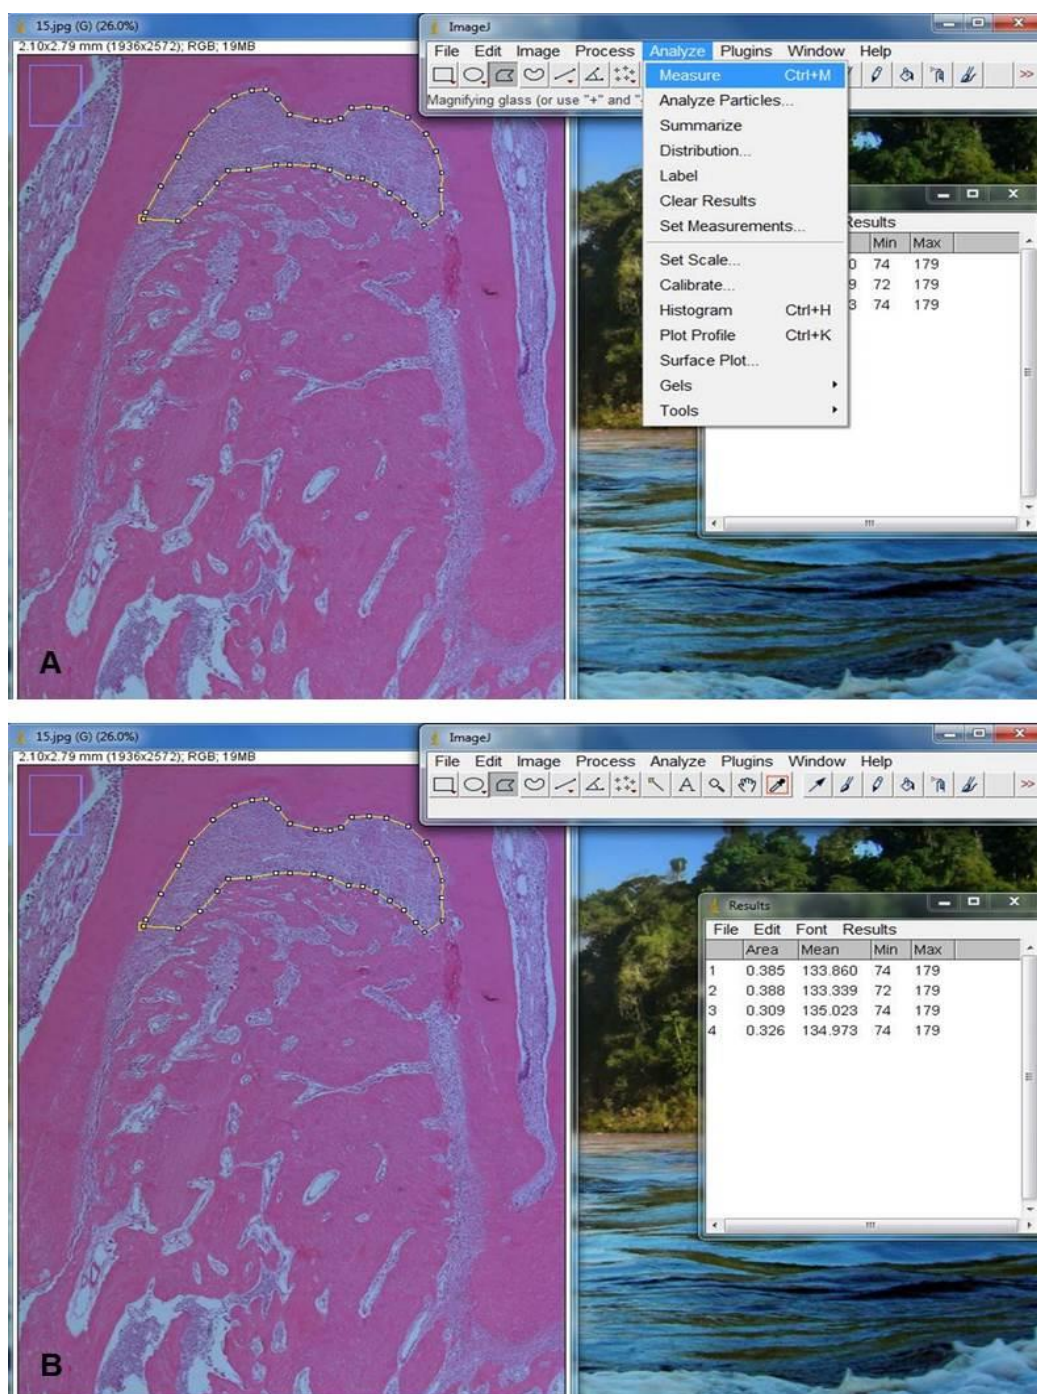 15.jpg (G) (26.0%)
2.10x2.79 mm (1936x2572); RGB; 19MB
ImageJ
File Edit Image Process Analyze Plugins Window Help
Magnifying glass (or use "+" and "-
Measure Ctrl+M
Analyze Particles...
Summarize
Distribution...
Label
Clear Results
Set Measurements...
Set Scale...
Calibrate...
Histogram Ctrl+H
Plot Profile Ctrl+K
Surface Plot...
Gels
Tools
Results
Min Max
0 74 179
9 72 179
3 74 179
A
15.jpg (G) (26.0%)
2.10x2.79 mm (1936x2572); RGB; 19MB
ImageJ
File Edit Image Process Analyze Plugins Window Help
A
>>
Results
File Edit Font Results
Area Mean Min Max
1 0.385 133.860 74 179
2 0.388 133.339 72 179
3 0.309 135.023 74 179
4 0.326 134.973 74 179
B